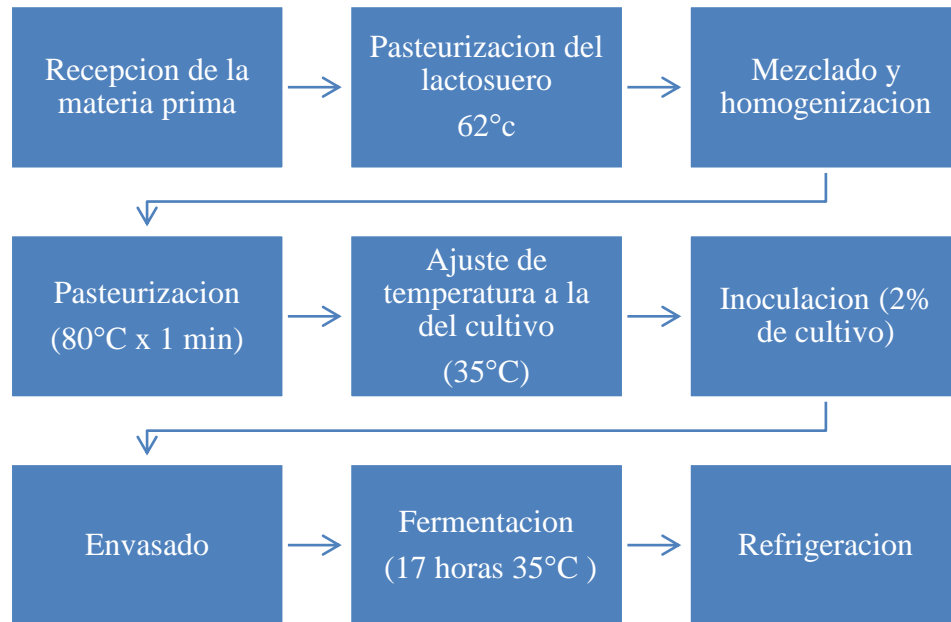 Recepcion de la
materia prima
Pasteurizacion del
lactosuero
62°c
Mezclado y
homogenizacion
Pasteurizacion
(80°C x 1 min)
Ajuste de
temperatura a la
del cultivo
(35°C)
Inoculacion (2%
de cultivo)
Envasado
Fermentacion
(17 horas 35°C )
Refrigeracion